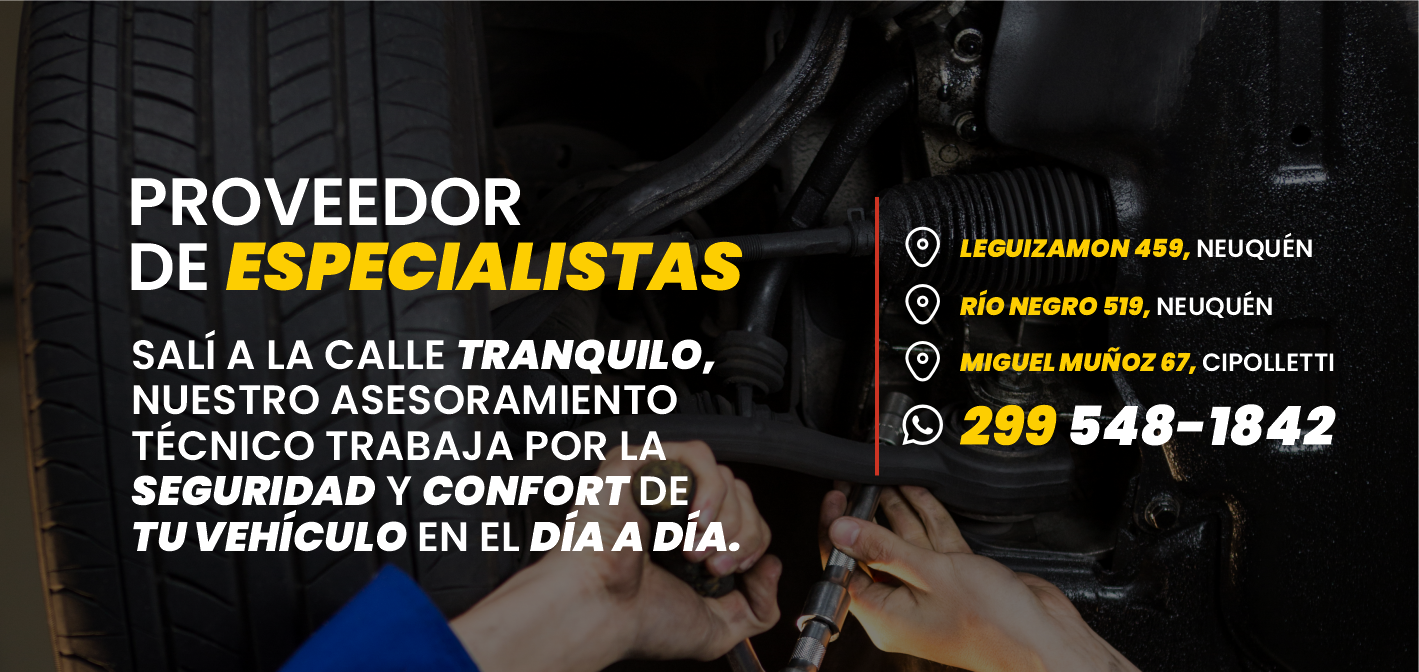 PROVEEDOR
DE ESPECIALISTAS
SALÍ A LA CALLE TRANQUILO,
NUESTRO ASESORAMIENTO
TÉCNICO TRABAJA POR LA
SEGURIDAD Y CONFORT DE
TU VEHÍCULO EN EL DÍA A DÍA.
LEGUIZAMON 459, NEUQUÉN
RÍO NEGRO 519, NEUQUÉN
MIGUEL MUÑOZ 67, CIPOLLETTI
299 548-1842